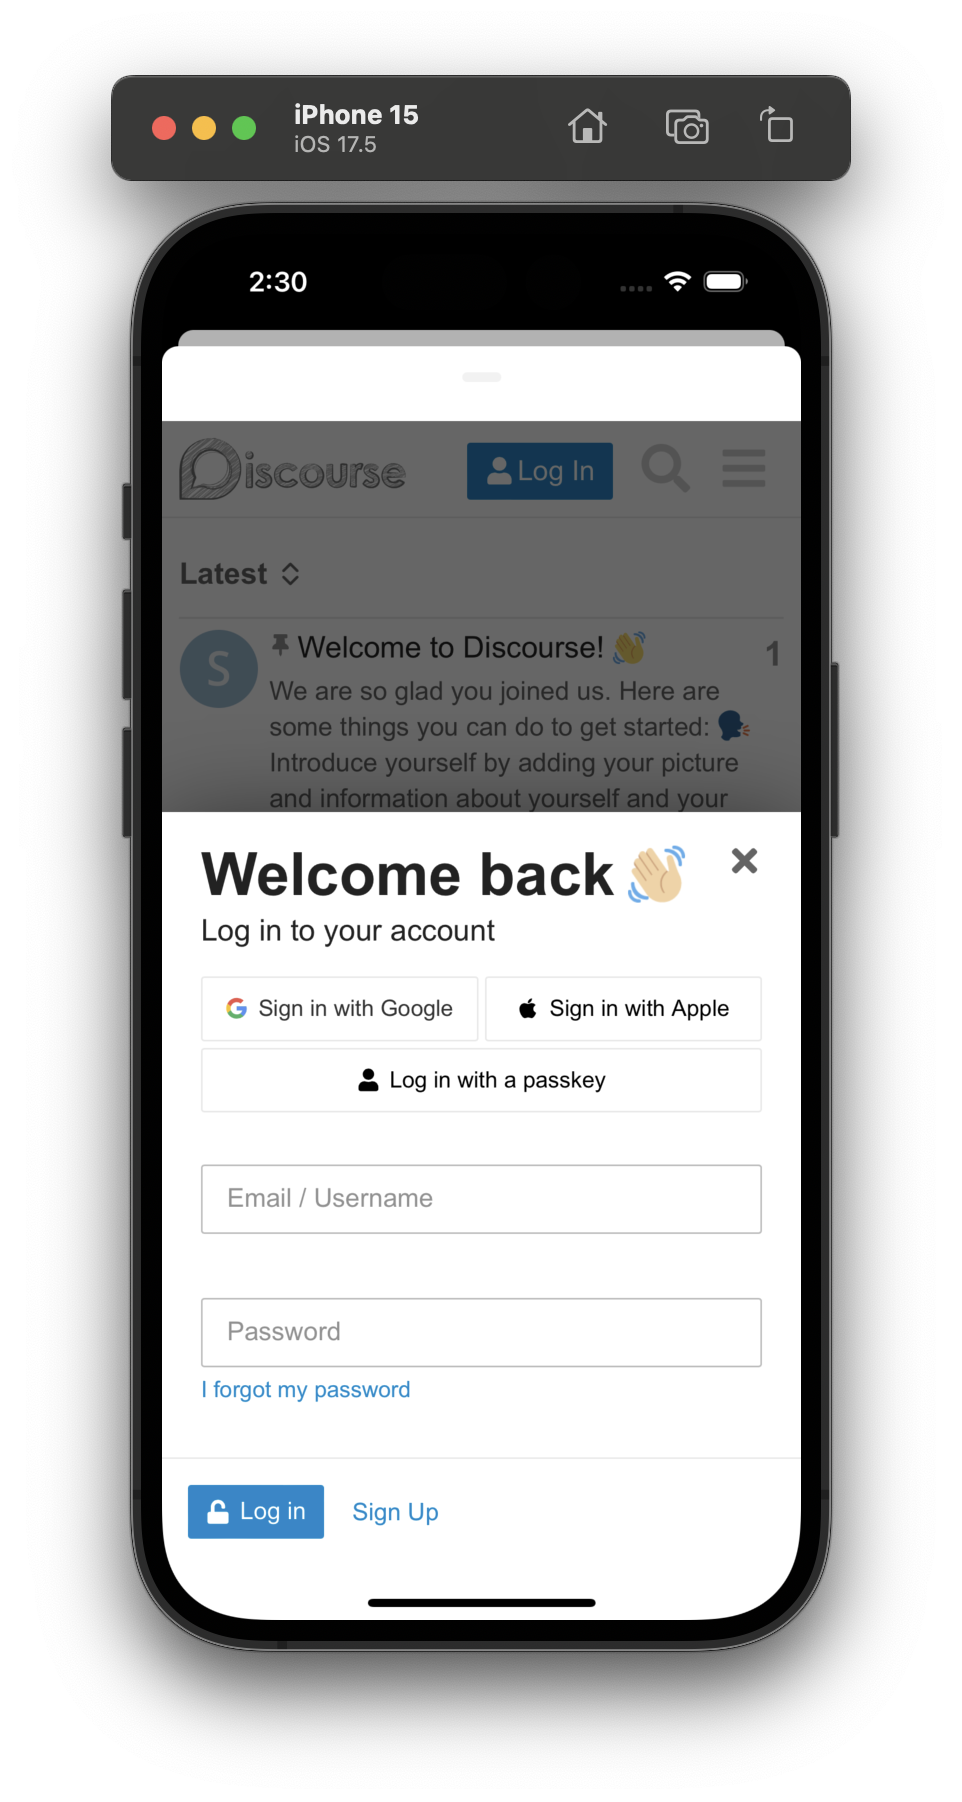 iPhone 15
iOS 17.5
2:30
Discourse
Log In
Latest
S
Welcome to Discourse! 👋
1
We are so glad you joined us. Here are
some things you can do to get started: 🗣
Introduce yourself by adding your picture
and information about yourself and your
Welcome back 👋
Log in to your account
Sign in with Google
Sign in with Apple
Log in with a passkey
Email / Username
Password
I forgot my password
Log in
Sign Up